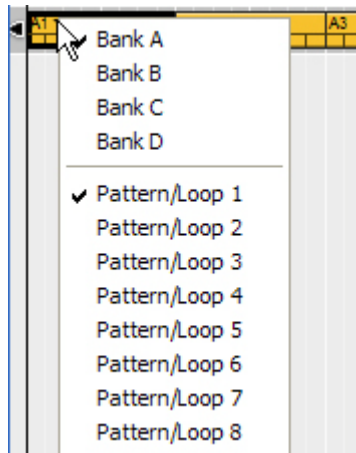 A1
A3
Bank A
Bank B
Bank C
Bank D
Pattern/Loop 1
Pattern/Loop 2
Pattern/Loop 3
Pattern/Loop 4
Pattern/Loop 5
Pattern/Loop 6
Pattern/Loop 7
Pattern/Loop 8